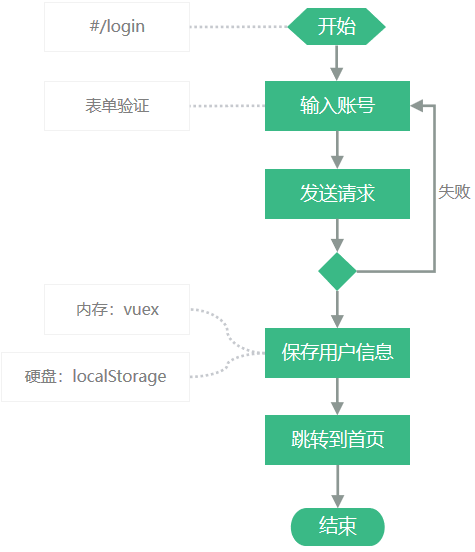 #/login
开始
表单验证
输入账号
发送请求
失败
内存：vuex
保存用户信息
硬盘：localStorage
跳转到首页
结束